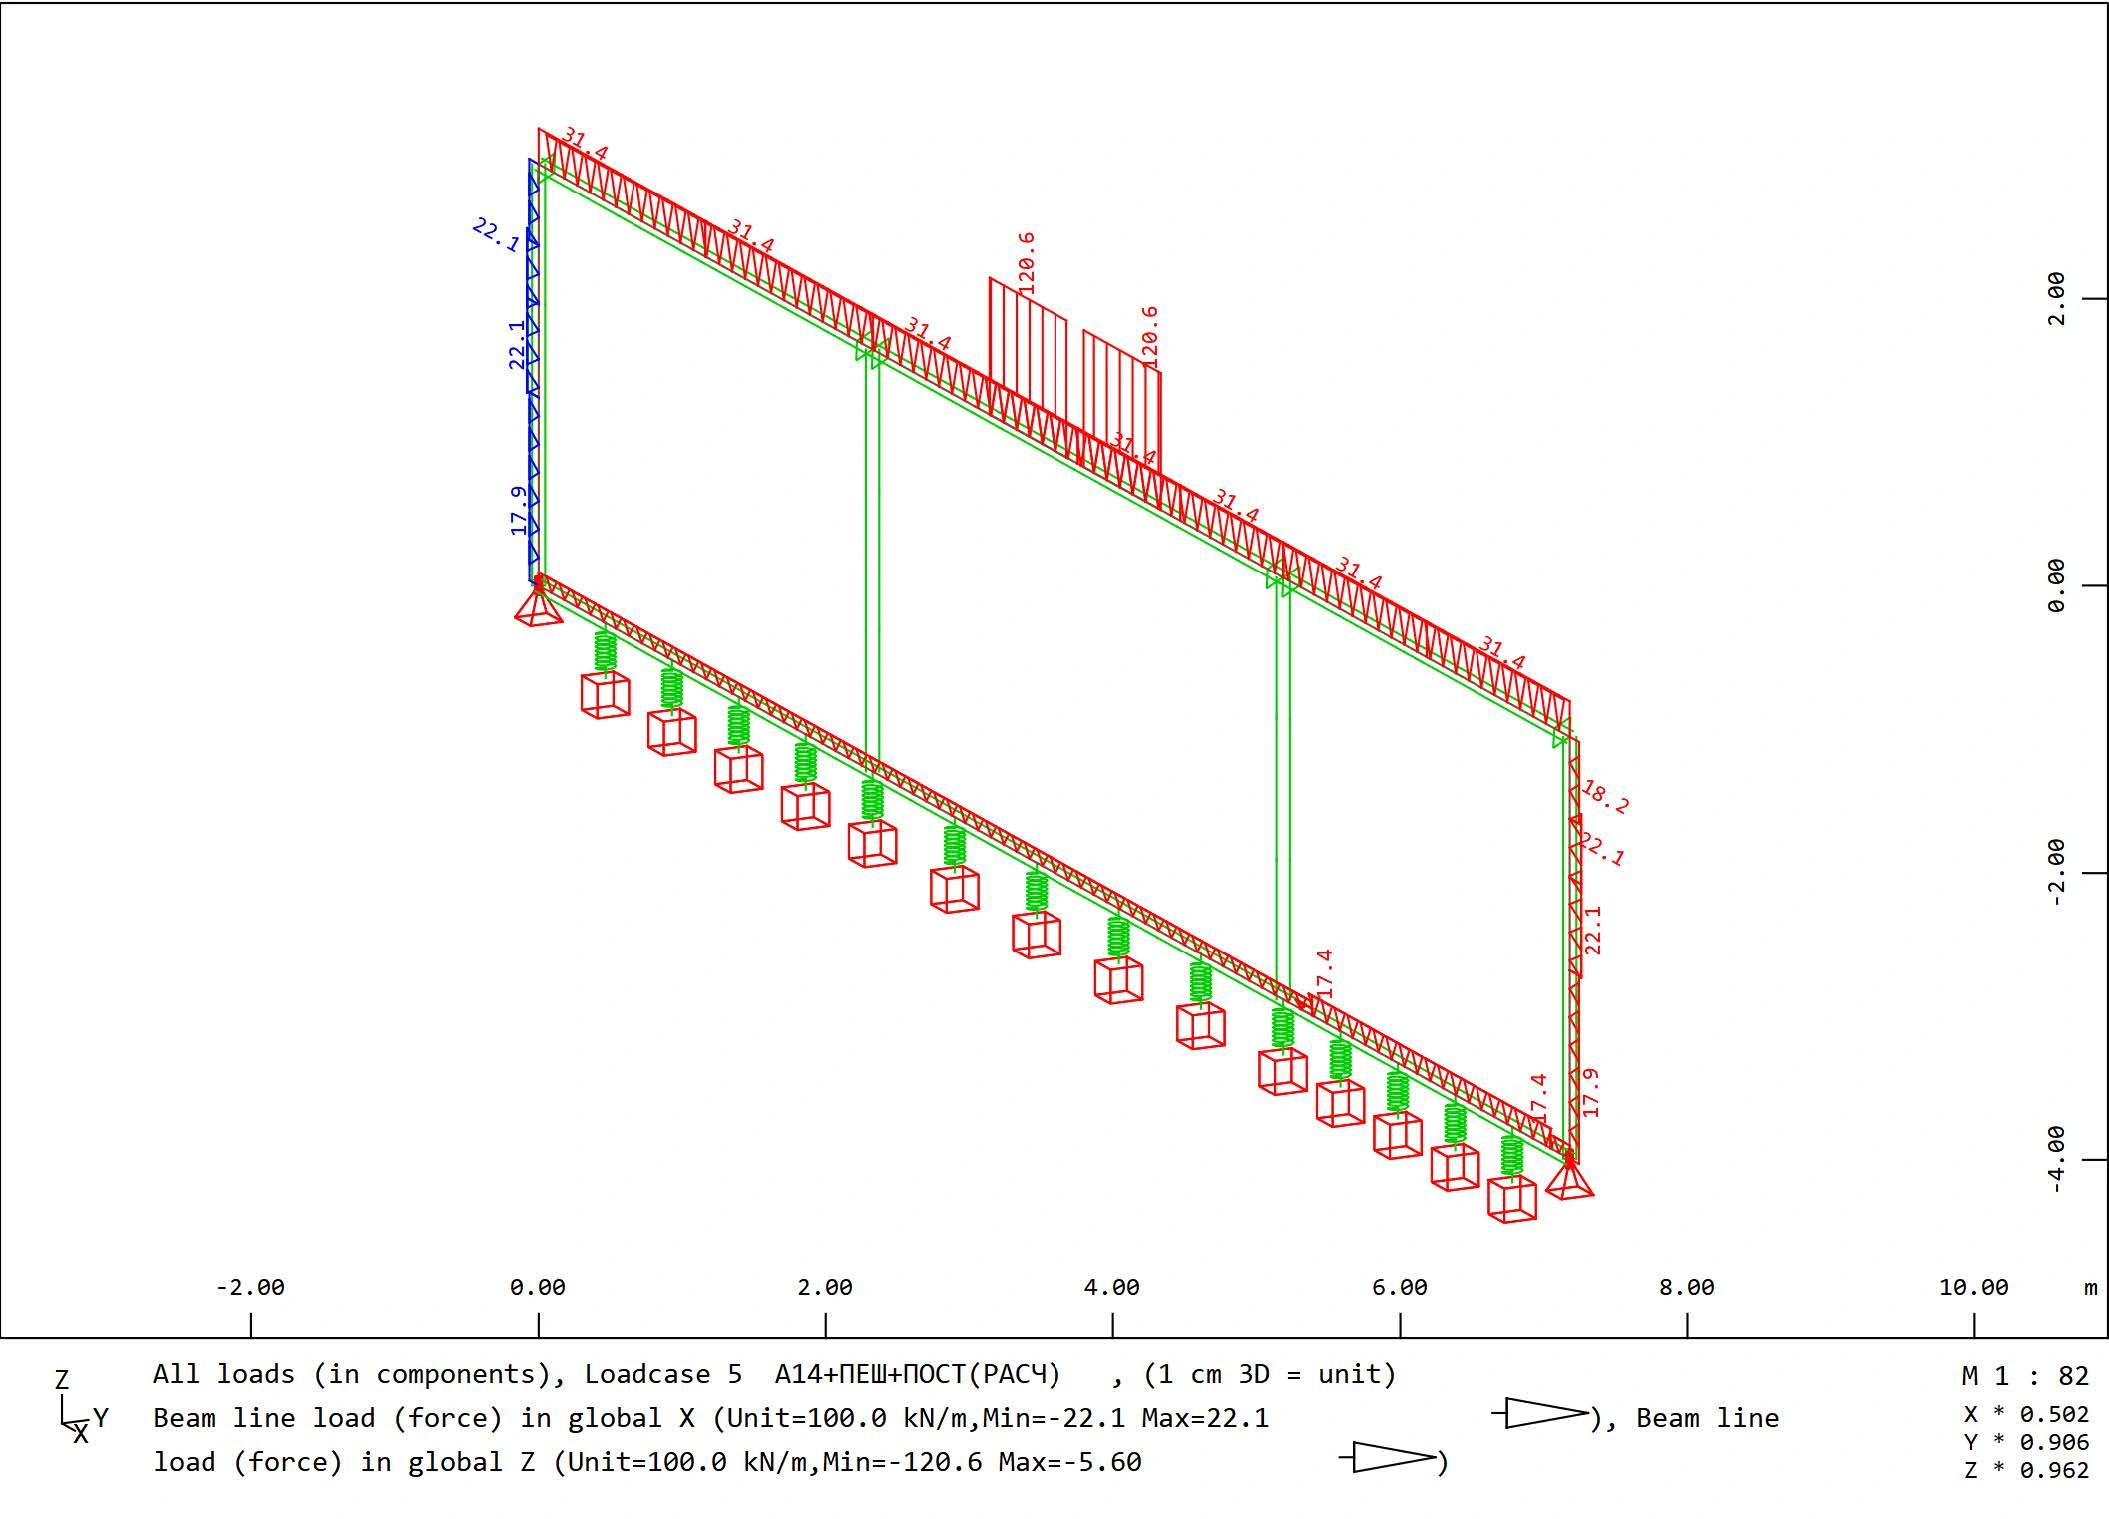 31.4
31.4
22.1
120.6
31.4
120.6
2.00
22.1
31.4
31.4
17.9
31.4
0.00
31.4
18.2
22.1
-2.00
22.1
17.4
17.4
17.9
-4.00
-2.00 0.00 2.00 4.00 6.00 8.00 10.00 m
Z
Y
X
All loads (in components), Loadcase 5 А14+ПЕШ+ПОСТ(РАСЧ) , (1 cm 3D = unit)
Beam line load (force) in global X (Unit=100.0 kN/m,Min=-22.1 Max=22.1 ), Beam line
load (force) in global Z (Unit=100.0 kN/m,Min=-120.6 Max=-5.60 )
M 1 : 82
X * 0.502
Y * 0.906
Z * 0.962